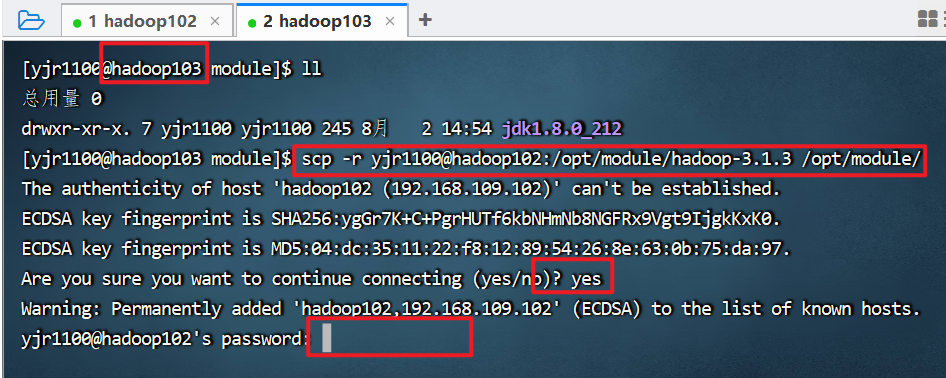 1 hadoop102 ×
2 hadoop103 ×
+
[yjr1100@hadoop103 module]$ ll
总用量 0
drwxr-xr-x. 7 yjr1100 yjr1100 245 8月 2 14:54 jdk1.8.0_212
[yjr1100@hadoop103 module]$ scp -r yjr1100@hadoop102:/opt/module/hadoop-3.1.3 /opt/module/
The authenticity of host 'hadoop102 (192.168.109.102)' can't be established.
ECDSA key fingerprint is SHA256:ygGr7K+C+PgrHUTf6kbNHmNb8NGFRx9Vgt9IjgkKxK0.
ECDSA key fingerprint is MD5:04:dc:35:11:22:f8:12:89:54:26:8e:63:0b:75:da:97.
Are you sure you want to continue connecting (yes/no)? yes
Warning: Permanently added 'hadoop102,192.168.109.102' (ECDSA) to the list of known hosts.
yjr1100@hadoop102's password: